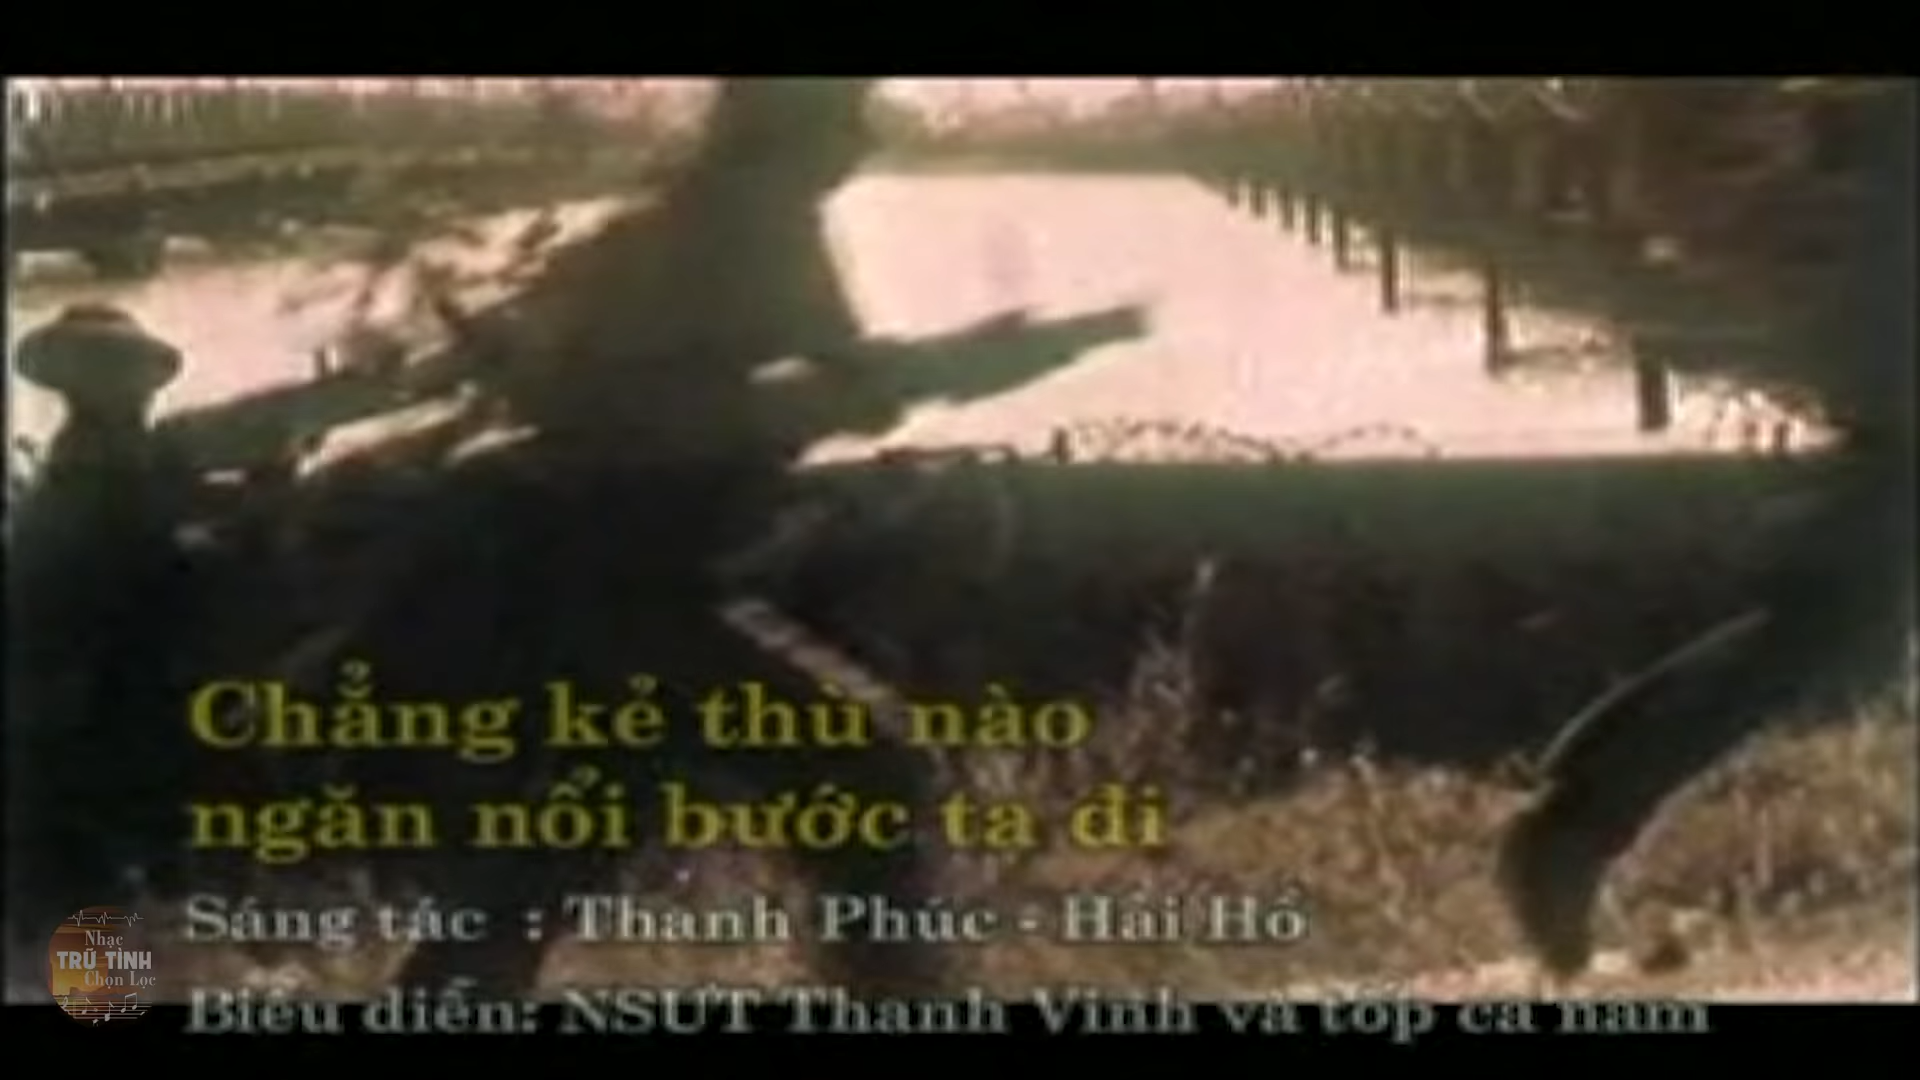 Chẳng kẻ thù nào
ngăn nổi bước ta đi
Sáng tác : Thanh Phúc - Hải Hồ
Biểu diễn: NSƯT Thanh Vinh và tốp ca nam
Nhạc
TRỮ TÌNH
Chọn Lọc